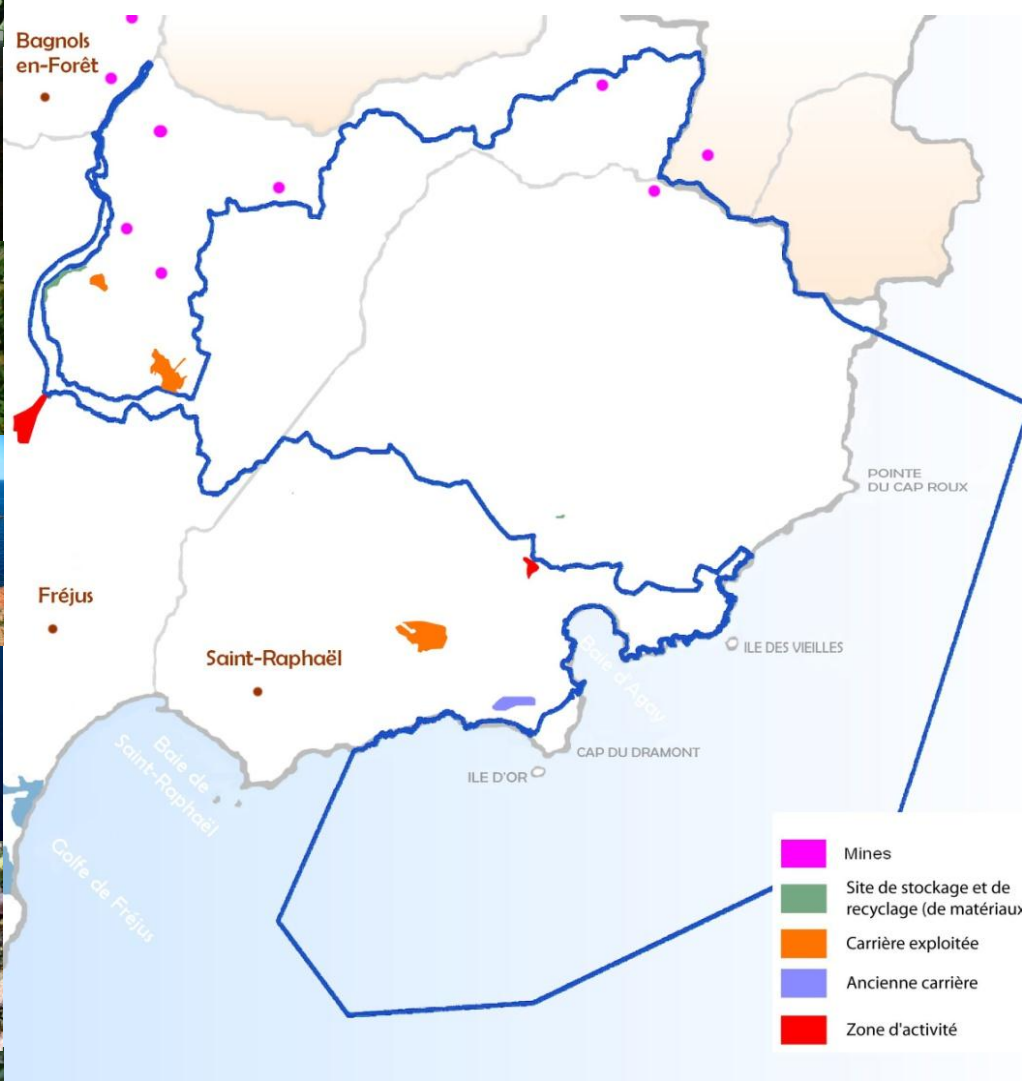 Bagnols
en-Forêt
POINTE
DU CAP ROUX
Fréjus
Saint-Raphaël
ILE DES VIEILLES
Baie d'Agay
CAP DU DRAMONT
ILE D'OR
Baie de
Saint-Raphaël
Golfe de Fréjus
Mines
Site de stockage et de
recyclage (de matériaux
Carrière exploitée
Ancienne carrière
Zone d'activité